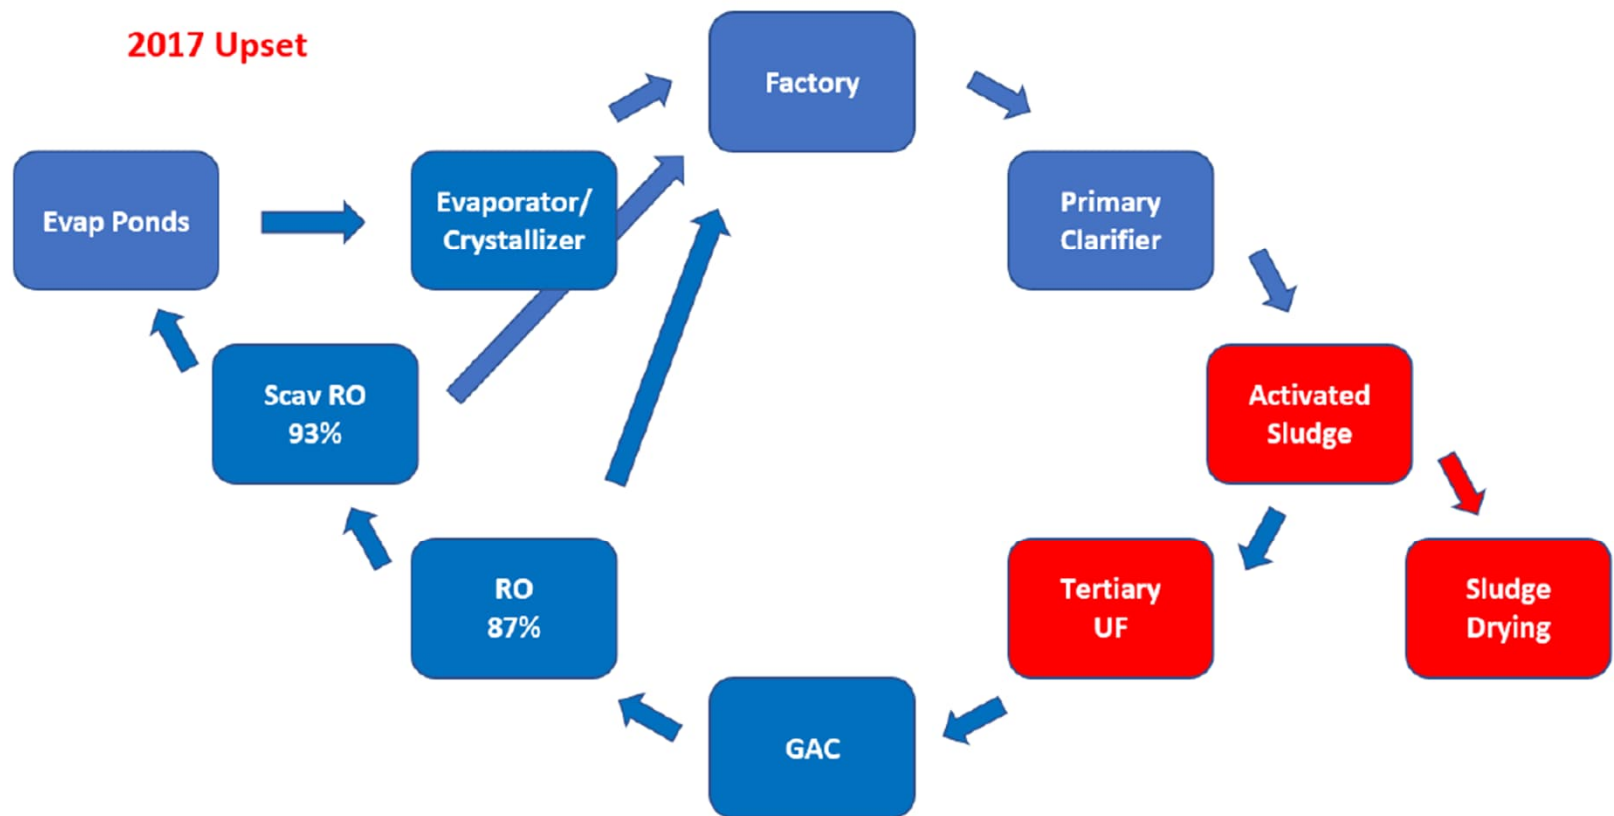 2017 Upset
Factory
Evap Ponds
Evaporator/
Crystallizer
Primary
Clarifier
Scav RO
93%
Activated
Sludge
RO
87%
Tertiary
UF
Sludge
Drying
GAC